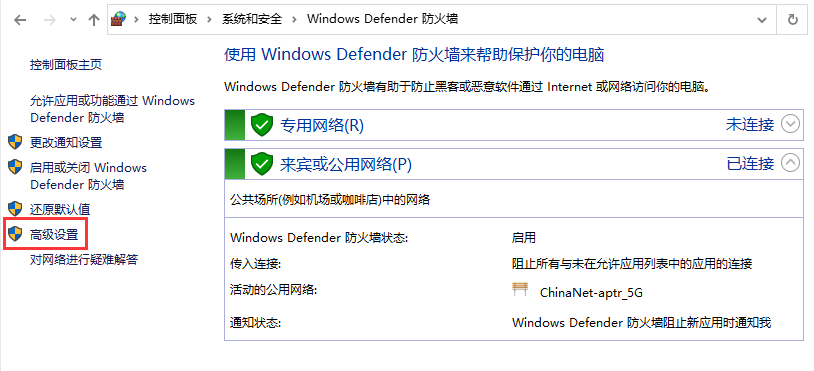 控制面板 > 系统和安全 > Windows Defender 防火墙
控制面板主页
允许应用或功能通过 Windows
Defender 防火墙
更改通知设置
启用或关闭 Windows
Defender 防火墙
还原默认值
高级设置
对网络进行疑难解答
使用 Windows Defender 防火墙来帮助保护你的电脑
Windows Defender 防火墙有助于防止黑客或恶意软件通过 Internet 或网络访问你的电脑。
专用网络(R) 未连接
来宾或公用网络(P) 已连接
公共场所(例如机场或咖啡店)中的网络
Windows Defender 防火墙状态: 启用
传入连接: 阻止所有与未在允许应用列表中的应用的连接
活动的公用网络: ChinaNet-aptr_5G
通知状态: Windows Defender 防火墙阻止新应用时通知我